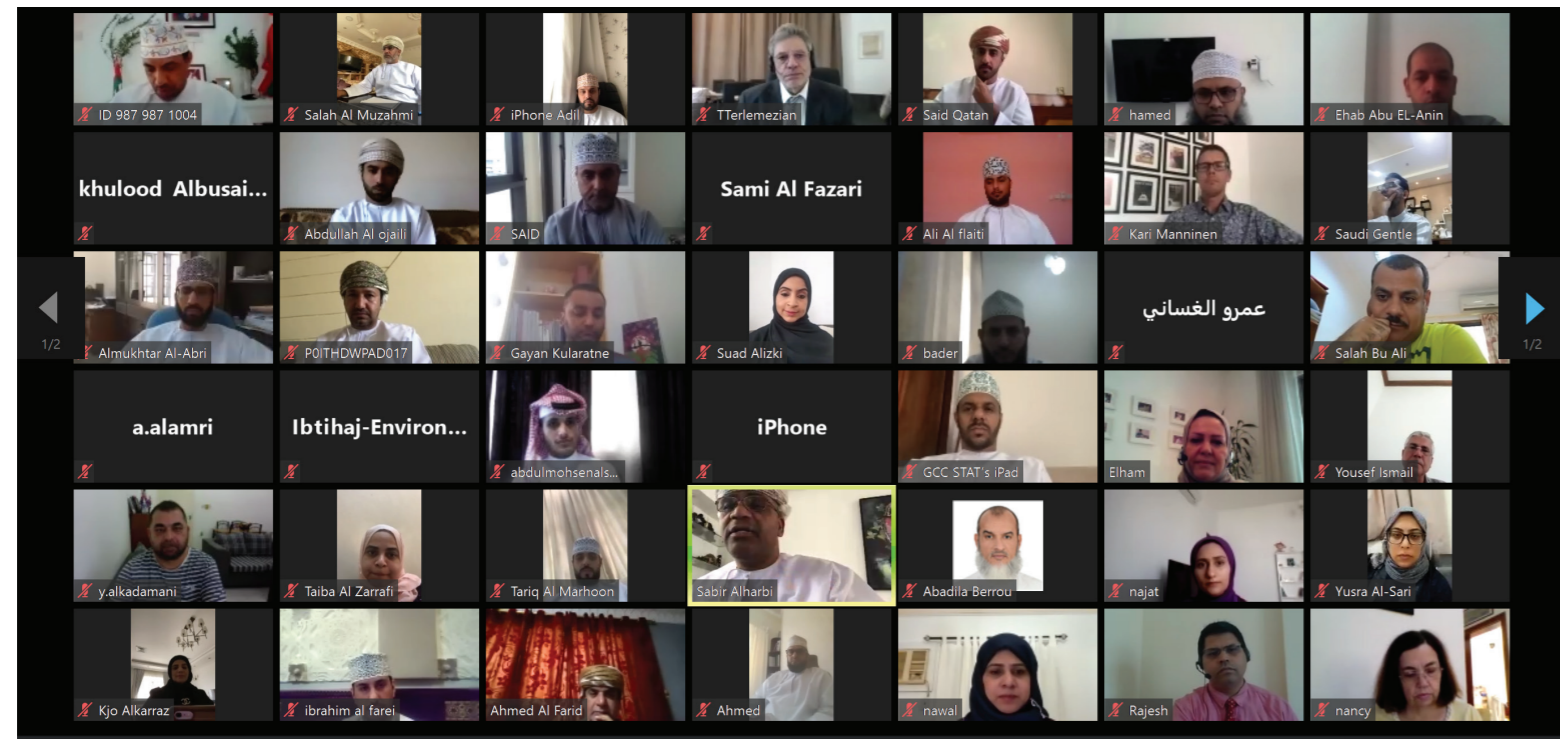 ID 987 987 1004
Salah Al Muzahmi
iPhone Adil
TTerlemezian
Said Qatan
hamed
Ehab Abu EL-Anin
khulood Albusai...
Abdullah Al ojaili
SAID
Sami Al Fazari
Ali Al flaiti
Kari Manninen
Saudi Gentle
1/2
Almukhtar Al-Abri
P0ITHDWPAD017
Gayan Kularatne
Suad Alizki
bader
عمرو الغساني
Salah Bu Ali
1/2
a.alamri
Ibtihaj-Environ...
abdulmohsenals...
iPhone
GCC STAT's iPad
Elham
Yousef Ismail
y.alkadamani
Taiba Al Zarrafi
Tariq Al Marhoon
Sabir Alharbi
Abadila Berrou
najat
Yusra Al-Sari
Kjo Alkarraz
ibrahim al farei
Ahmed Al Farid
Ahmed
nawal
Rajesh
nancy